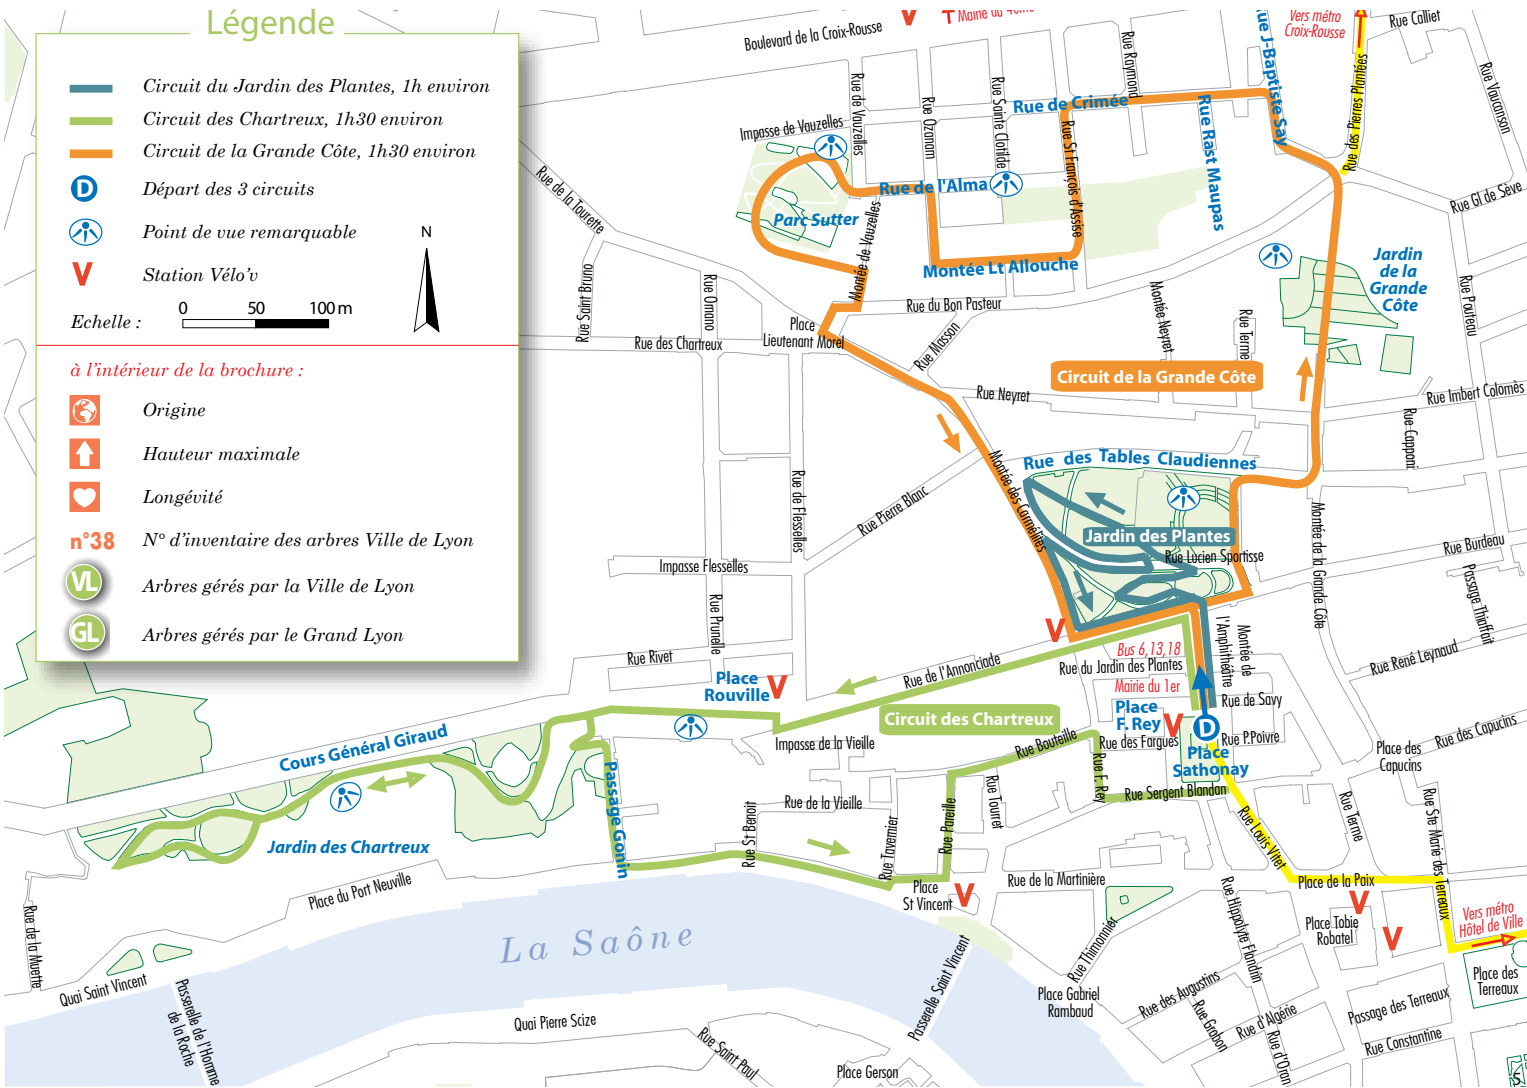 Légende
Circuit du Jardin des Plantes, 1h environ
Circuit des Chartreux, 1h30 environ
Circuit de la Grande Côte, 1h30 environ
D
Départ des 3 circuits
Point de vue remarquable
V
Station Vélo'v
N
Echelle :
0 50 100 m
à l'intérieur de la brochure :
Origine
Hauteur maximale
Longévité
n°38
N° d'inventaire des arbres Ville de Lyon
VL
Arbres gérés par la Ville de Lyon
GL
Arbres gérés par le Grand Lyon
V
Mairie du 4ème
Boulevard de la Croix-Rousse
Rue J-Baptiste Say
Vers métro
Croix-Rousse
Rue Calliet
Rue Raymond
Rue des Pierres Plantées
Rue Vaucanson
Rue de Vauzelles
Rue Ozanam
Rue Sainte Clotilde
Rue de Crimée
Rue Rast Maupas
Impasse de Vauzelles
Rue St François d'Assise
Rue de la Tourette
Rue de l'Alma
Rue Gl de Sève
Parc Sutter
Montée de Vauzelles
Montée Lt Allouche
Jardin
de la
Grande
Côte
Rue Saint Bruno
Rue Ornano
Rue du Bon Pasteur
Montée Neyret
Rue Terme
Rue Pouteau
Place
Lieutenant Morel
Rue des Chartreux
Rue Masson
Circuit de la Grande Côte
Rue Neyret
Rue Imbert Colomès
Rue Capponi
Rue des Tables Claudiennes
Montée des Carmélites
Rue de Flesselles
Rue Pierre Blanc
Jardin des Plantes
Rue Lucien Sportisse
Montée de la Grande Côte
Rue Burdeau
Passage Thiaffait
Impasse Flesselles
Rue Prunelle
V
Bus 6,13,18
Rue du Jardin des Plantes
Mairie du 1er
Montée de
l'Amphithéâtre
Rue René Leynaud
Rue Rivet
Place
Rouville
V
Rue de l'Annonciade
Rue de Savy
Circuit des Chartreux
Place
F. Rey
V
D
Rue P.Poivre
Place
Sathonay
Rue des Capucins
Place des
Capucins
Cours Général Giraud
Impasse de la Vieille
Rue Bouteille
Rue des Fargues
Rue F. Rey
Rue Sergent Blandan
Passage Gonin
Rue de la Vieille
Rue St Benoit
Rue Tavernier
Rue Pareille
Rue Touret
Rue Louis Vitet
Rue Terme
Rue Ste Marie des Terreaux
Jardin des Chartreux
Place du Port Neuville
Place
St Vincent
V
Rue de la Martinière
Place de la Paix
V
Rue de la Muette
Rue Hippolyte Flandrin
Place Tobie
Robatel
V
Vers métro
Hôtel de Ville
La Saône
Rue Thimonnier
Passerelle Saint Vincent
Quai Saint Vincent
Passerelle de l'Homme
de la Roche
Place Gabriel
Rambaud
Rue des Augustins
Place des
Terreaux
Passage des Terreaux
Quai Pierre Scize
Rue Grobon
Rue d'Algérie
Rue d'Oran
Rue Constantine
Rue Saint Paul
Place Gerson